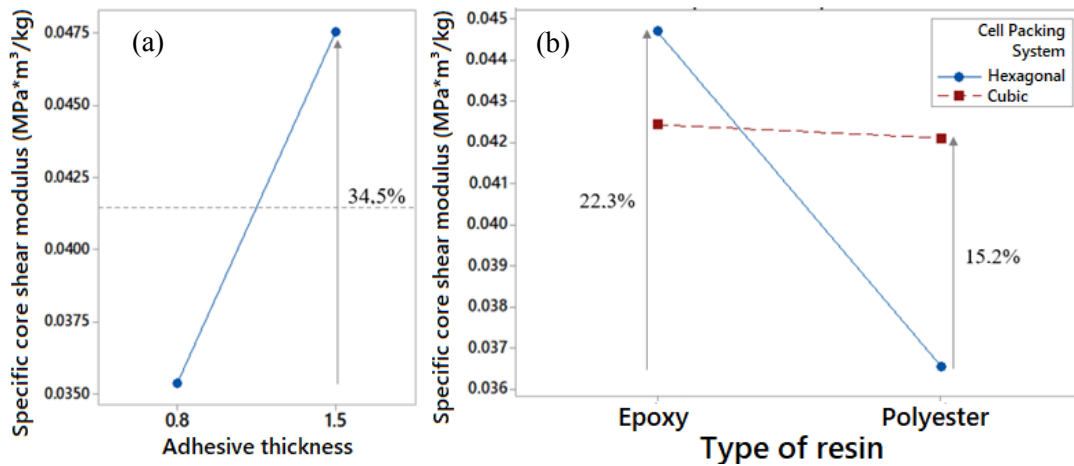 (a)
Specific core shear modulus (MPa*m³/kg)
0.0475
0.0450
0.0425
0.0400
0.0375
0.0350
34.5%
0.8
1.5
Adhesive thickness
(b)
Specific core shear modulus (MPa*m³/kg)
0.045
0.044
0.043
0.042
0.041
0.040
0.039
0.038
0.037
0.036
Cell Packing
System
Hexagonal
Cubic
22.3%
15.2%
Epoxy
Polyester
Type of resin